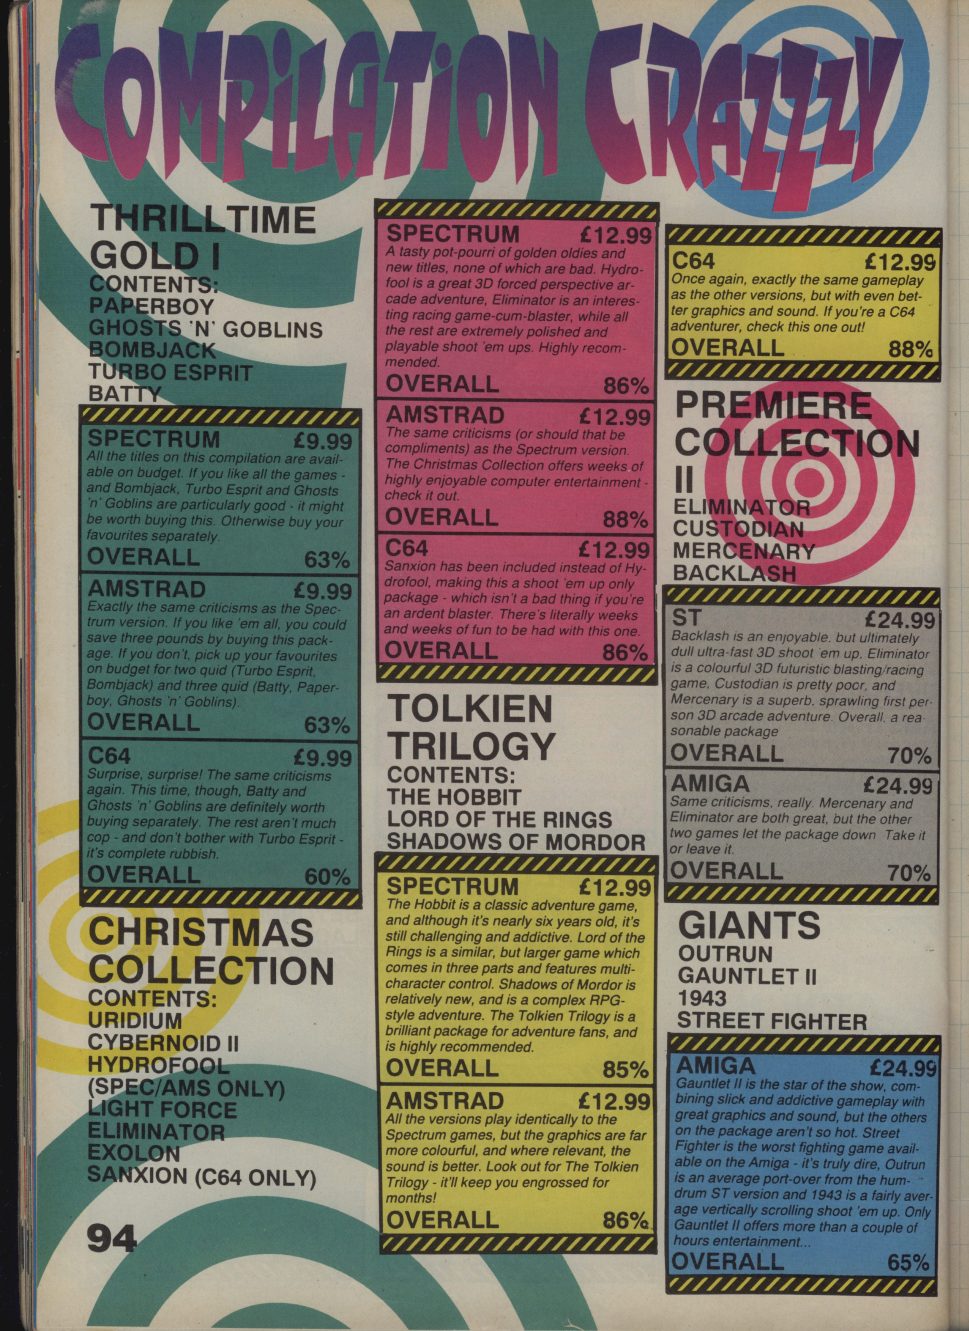 COMPILATION CRAZZZY
THRILLTIME
GOLD I
CONTENTS:
PAPERBOY
GHOSTS 'N' GOBLINS
BOMBJACK
TURBO ESPRIT
BATTY
SPECTRUM £9.99
All the titles on this compilation are avail-
able on budget. If you like all the games -
and Bombjack, Turbo Esprit and Ghosts
'n' Goblins are particularly good - it might
be worth buying this. Otherwise buy your
favourites separately.
OVERALL 63%
AMSTRAD £9.99
Exactly the same criticisms as the Spec-
trum version. If you like 'em all, you could
save three pounds by buying this pack-
age. If you don't, pick up your favourites
on budget for two quid (Turbo Esprit,
Bombjack) and three quid (Batty, Paper-
boy, Ghosts 'n' Goblins).
OVERALL 63%
C64 £9.99
Surprise, surprise! The same criticisms
again. This time, though, Batty and
Ghosts 'n' Goblins are definitely worth
buying separately. The rest aren't much
cop - and don't bother with Turbo Esprit -
it's complete rubbish.
OVERALL 60%
CHRISTMAS
COLLECTION
CONTENTS:
URIDIUM
CYBERNOID II
HYDROFOOL
(SPEC/AMS ONLY)
LIGHT FORCE
ELIMINATOR
EXOLON
SANXION (C64 ONLY)
94
SPECTRUM £12.99
A tasty pot-pourri of golden oldies and
new titles, none of which are bad. Hydro-
fool is a great 3D forced perspective ar-
cade adventure, Eliminator is an interes-
ting racing game-cum-blaster, while all
the rest are extremely polished and
playable shoot 'em ups. Highly recom-
mended.
OVERALL 86%
AMSTRAD £12.99
The same criticisms (or should that be
compliments) as the Spectrum version.
The Christmas Collection offers weeks of
highly enjoyable computer entertainment -
check it out.
OVERALL 88%
C64 £12.99
Sanxion has been included instead of Hy-
drofool, making this a shoot 'em up only
package - which isn't a bad thing if you're
an ardent blaster. There's literally weeks
and weeks of fun to be had with this one.
OVERALL 86%
TOLKIEN
TRILOGY
CONTENTS:
THE HOBBIT
LORD OF THE RINGS
SHADOWS OF MORDOR
SPECTRUM £12.99
The Hobbit is a classic adventure game,
and although it's nearly six years old, it's
still challenging and addictive. Lord of the
Rings is a similar, but larger game which
comes in three parts and features multi-
character control. Shadows of Mordor is
relatively new, and is a complex RPG-
style adventure. The Tolkien Trilogy is a
brilliant package for adventure fans, and
is highly recommended.
OVERALL 85%
AMSTRAD £12.99
All the versions play identically to the
Spectrum games, but the graphics are far
more colourful, and where relevant, the
sound is better. Look out for The Tolkien
Trilogy - it'll keep you engrossed for
months!
OVERALL 86%
C64 £12.99
Once again, exactly the same gameplay
as the other versions, but with even bet-
ter graphics and sound. If you're a C64
adventurer, check this one out!
OVERALL 88%
PREMIERE
COLLECTION
II
ELIMINATOR
CUSTODIAN
MERCENARY
BACKLASH
ST £24.99
Backlash is an enjoyable, but ultimately
dull ultra-fast 3D shoot 'em up, Eliminator
is a colourful 3D futuristic blasting/racing
game, Custodian is pretty poor, and
Mercenary is a superb, sprawling first per-
son 3D arcade adventure. Overall, a rea-
sonable package
OVERALL 70%
AMIGA £24.99
Same criticisms, really. Mercenary and
Eliminator are both great, but the other
two games let the package down Take it
or leave it.
OVERALL 70%
GIANTS
OUTRUN
GAUNTLET II
1943
STREET FIGHTER
AMIGA £24.99
Gauntlet II is the star of the show, com-
bining slick and addictive gameplay with
great graphics and sound, but the others
on the package aren't so hot. Street
Fighter is the worst fighting game avail-
able on the Amiga - it's truly dire, Outrun
is an average port-over from the hum-
drum ST version and 1943 is a fairly aver-
age vertically scrolling shoot 'em up. Only
Gauntlet II offers more than a couple of
hours entertainment...
OVERALL 65%